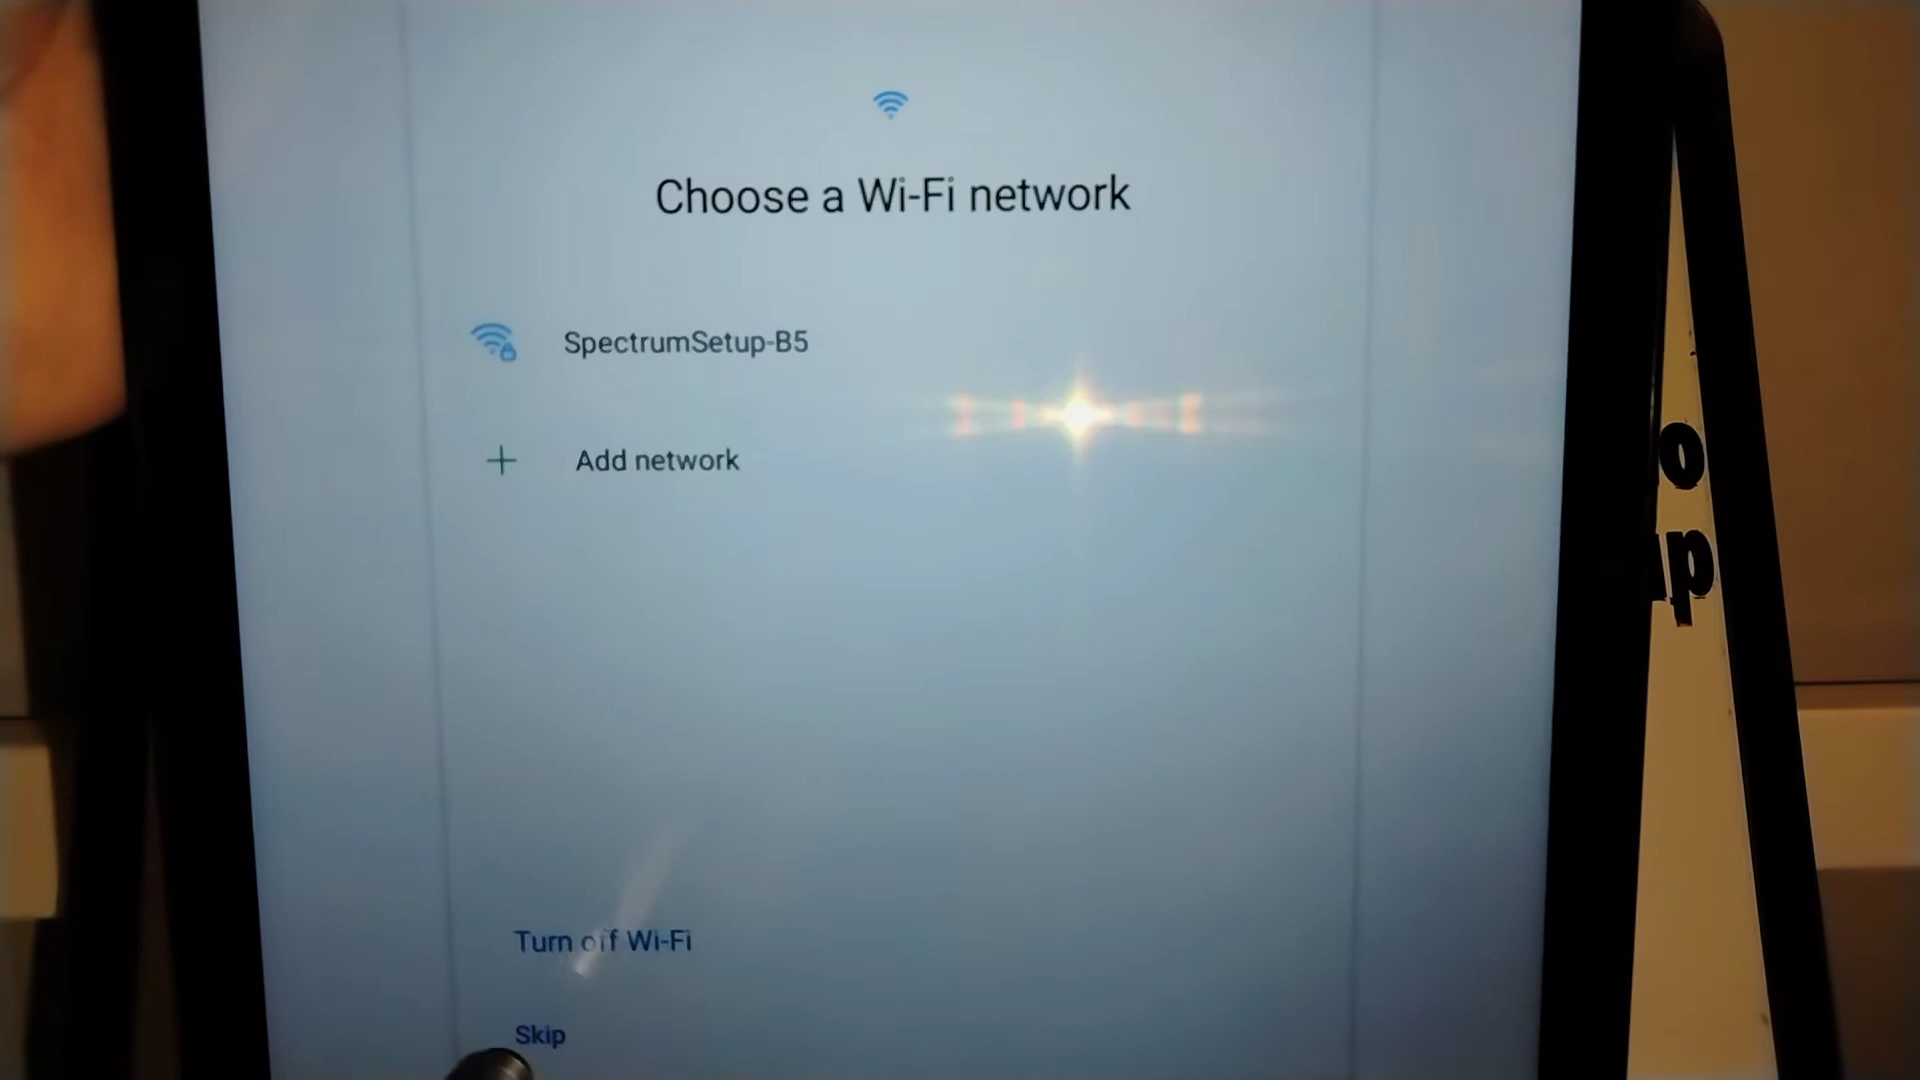 Choose a Wi-Fi network
SpectrumSetup-B5
Add network
Turn off Wi-Fi
Skip